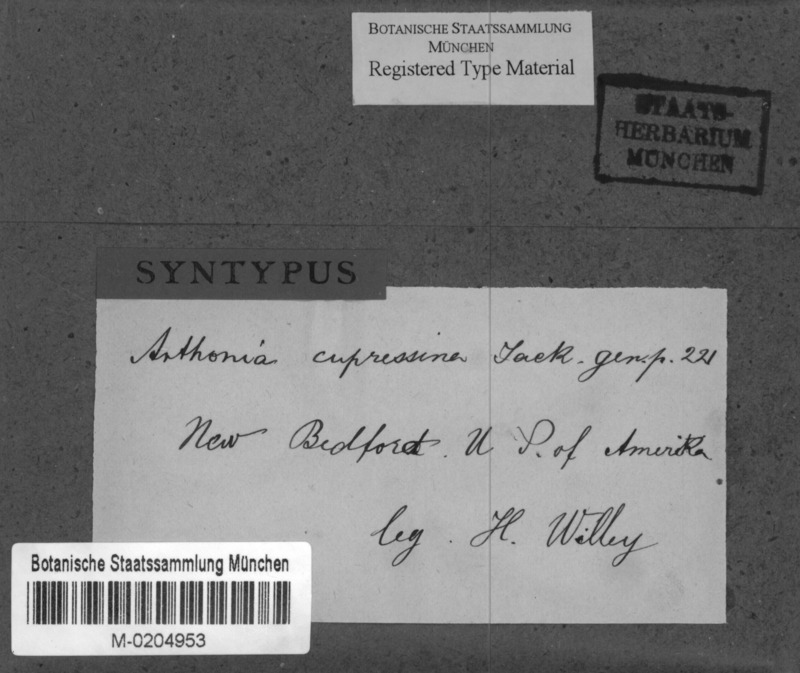 BOTANISCHE STAATSSAMMLUNG
MÜNCHEN
Registered Type Material
STAATS-
HERBARIUM
MÜNCHEN
SYNTYPUS
Arthonia cupressina Tuck. gen. p. 221
New Bedford. U S. of Amerika
leg. H. Willey
Botanische Staatssammlung München
M-0204953